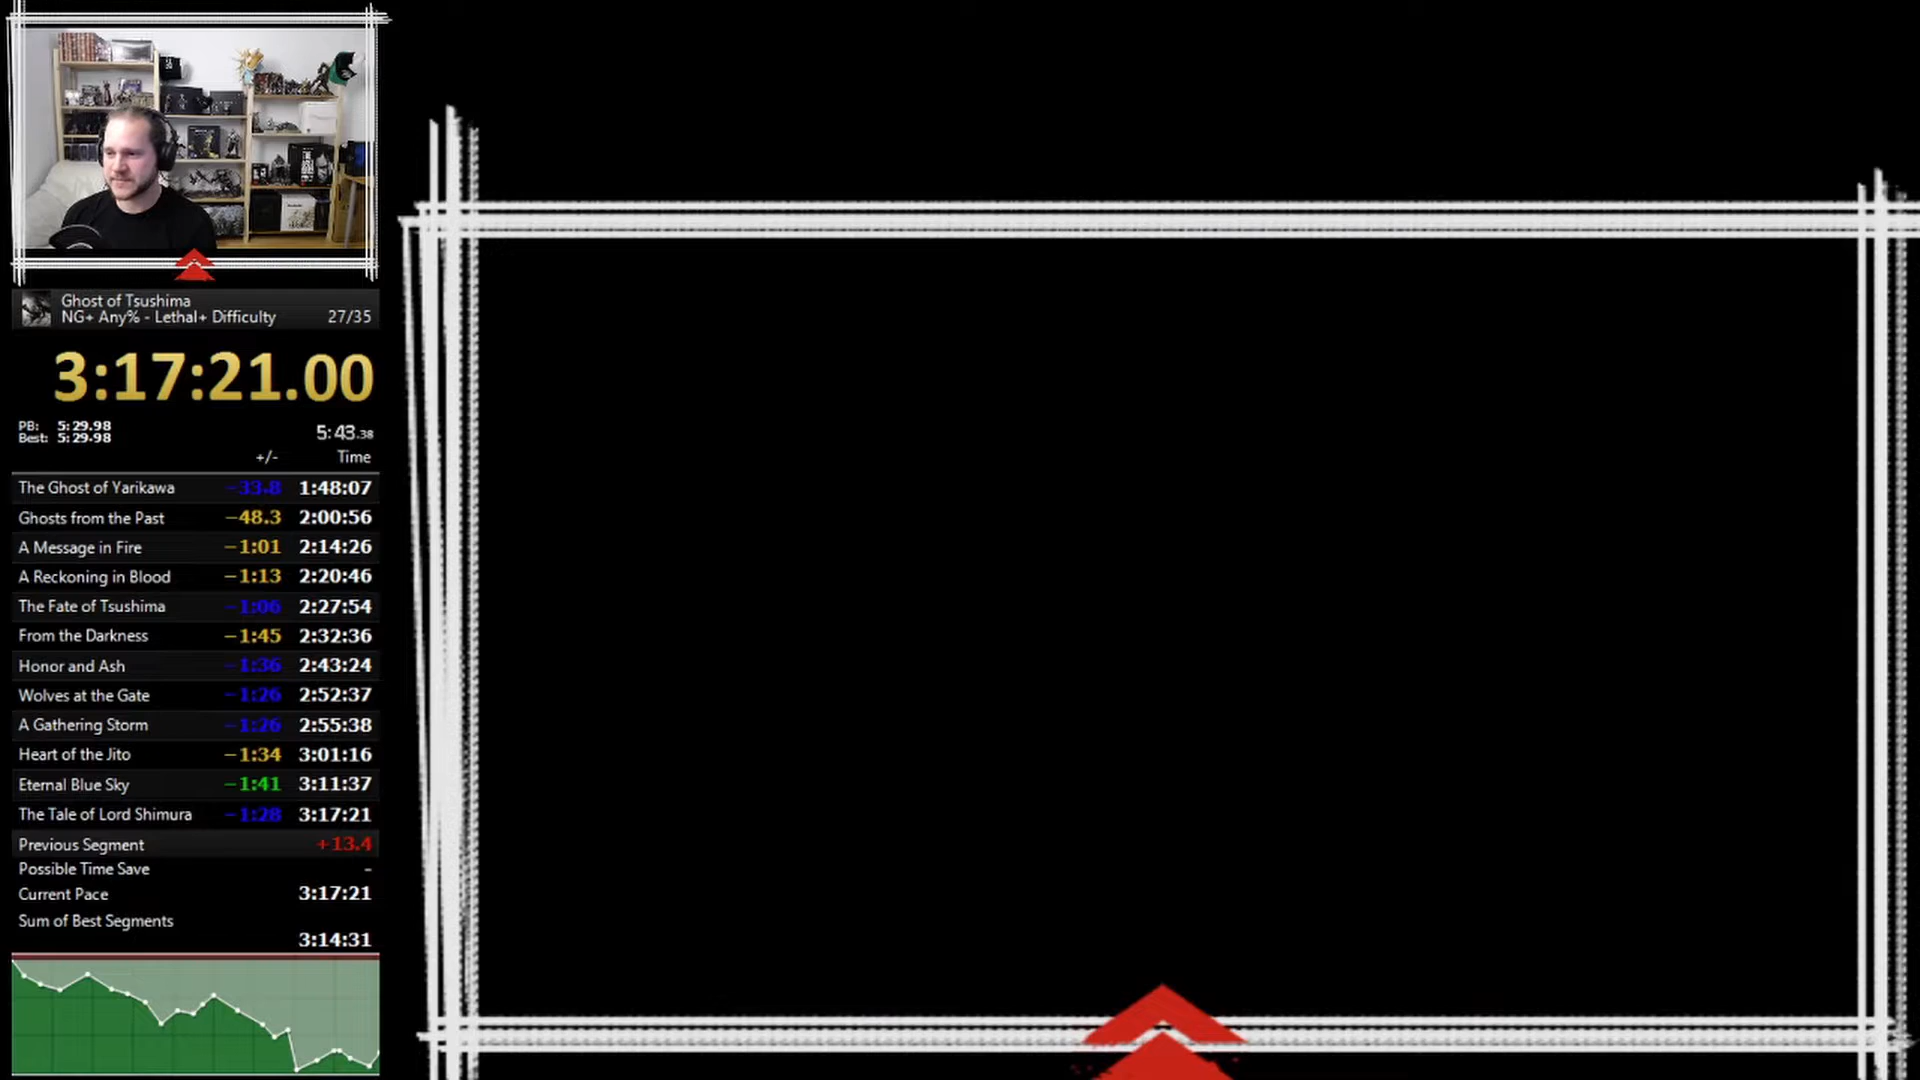 Ghost of Tsushima
NG+ Any% - Lethal+ Difficulty 27/35
3:17:21.00
PB: 5:29.98
Best: 5:29.98
5:43.38
+/- Time
The Ghost of Yarikawa −33.8 1:48:07
Ghosts from the Past −48.3 2:00:56
A Message in Fire −1:01 2:14:26
A Reckoning in Blood −1:13 2:20:46
The Fate of Tsushima −1:06 2:27:54
From the Darkness −1:45 2:32:36
Honor and Ash −1:36 2:43:24
Wolves at the Gate −1:26 2:52:37
A Gathering Storm −1:26 2:55:38
Heart of the Jito −1:34 3:01:16
Eternal Blue Sky −1:41 3:11:37
The Tale of Lord Shimura −1:28 3:17:21
Previous Segment +13.4
Possible Time Save -
Current Pace 3:17:21
Sum of Best Segments
3:14:31